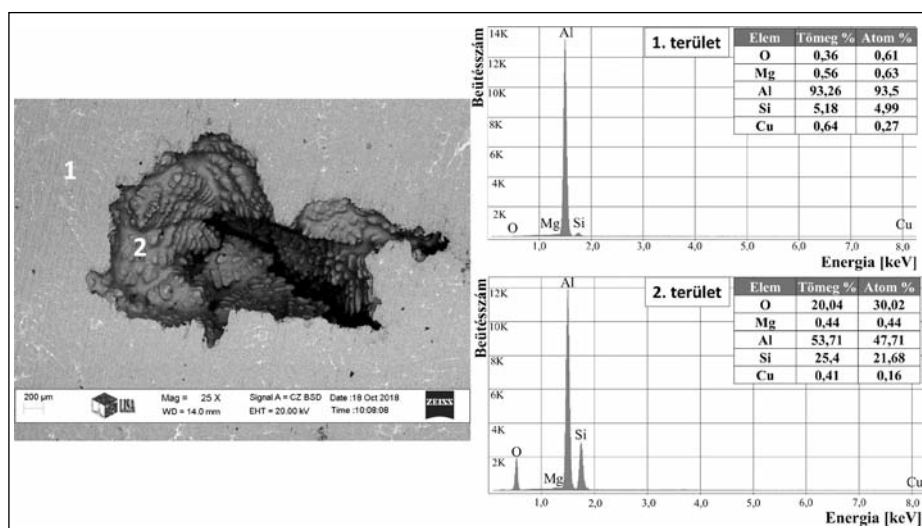 1
2
200 µm
LISA
Mag = 25 X
WD = 14.0 mm
Signal A = CZ BSD
EHT = 20.00 kV
Date :18 Oct 2018
Time :10:08:08
ZEISS
Beütésszám
14K
12K
10K
8K
6K
4K
2K
Al
O
Mg
Si
Cu
1,0
2,0
3,0
4,0
5,0
6,0
7,0
8,0
Energia [keV]
1. terület
Elem Tömeg % Atom %
O 0,36 0,61
Mg 0,56 0,63
Al 93,26 93,5
Si 5,18 4,99
Cu 0,64 0,27
Beütésszám
12K
10K
8K
6K
4K
2K
Al
O
Mg
Si
Cu
1,0
2,0
3,0
4,0
5,0
6,0
7,0
8,0
Energia [keV]
2. terület
Elem Tömeg % Atom %
O 20,04 30,02
Mg 0,44 0,44
Al 53,71 47,71
Si 25,4 21,68
Cu 0,41 0,16